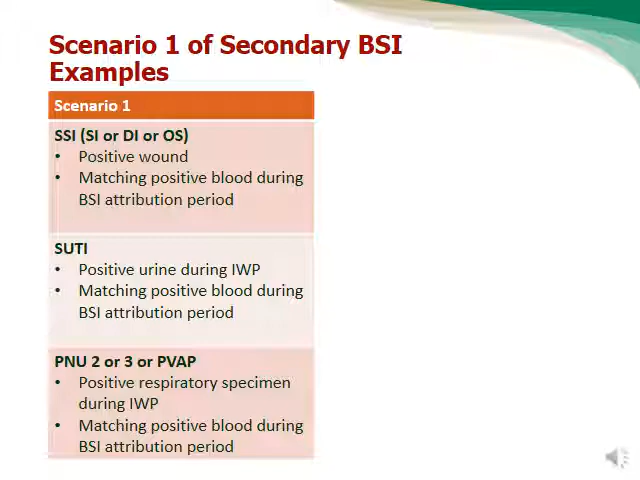 Scenario 1 of Secondary BSI
Examples
Scenario 1
SSI (SI or DI or OS)
• Positive wound
• Matching positive blood during
BSI attribution period
SUTI
• Positive urine during IWP
• Matching positive blood during
BSI attribution period
PNU 2 or 3 or PVAP
• Positive respiratory specimen
during IWP
• Matching positive blood during
BSI attribution period